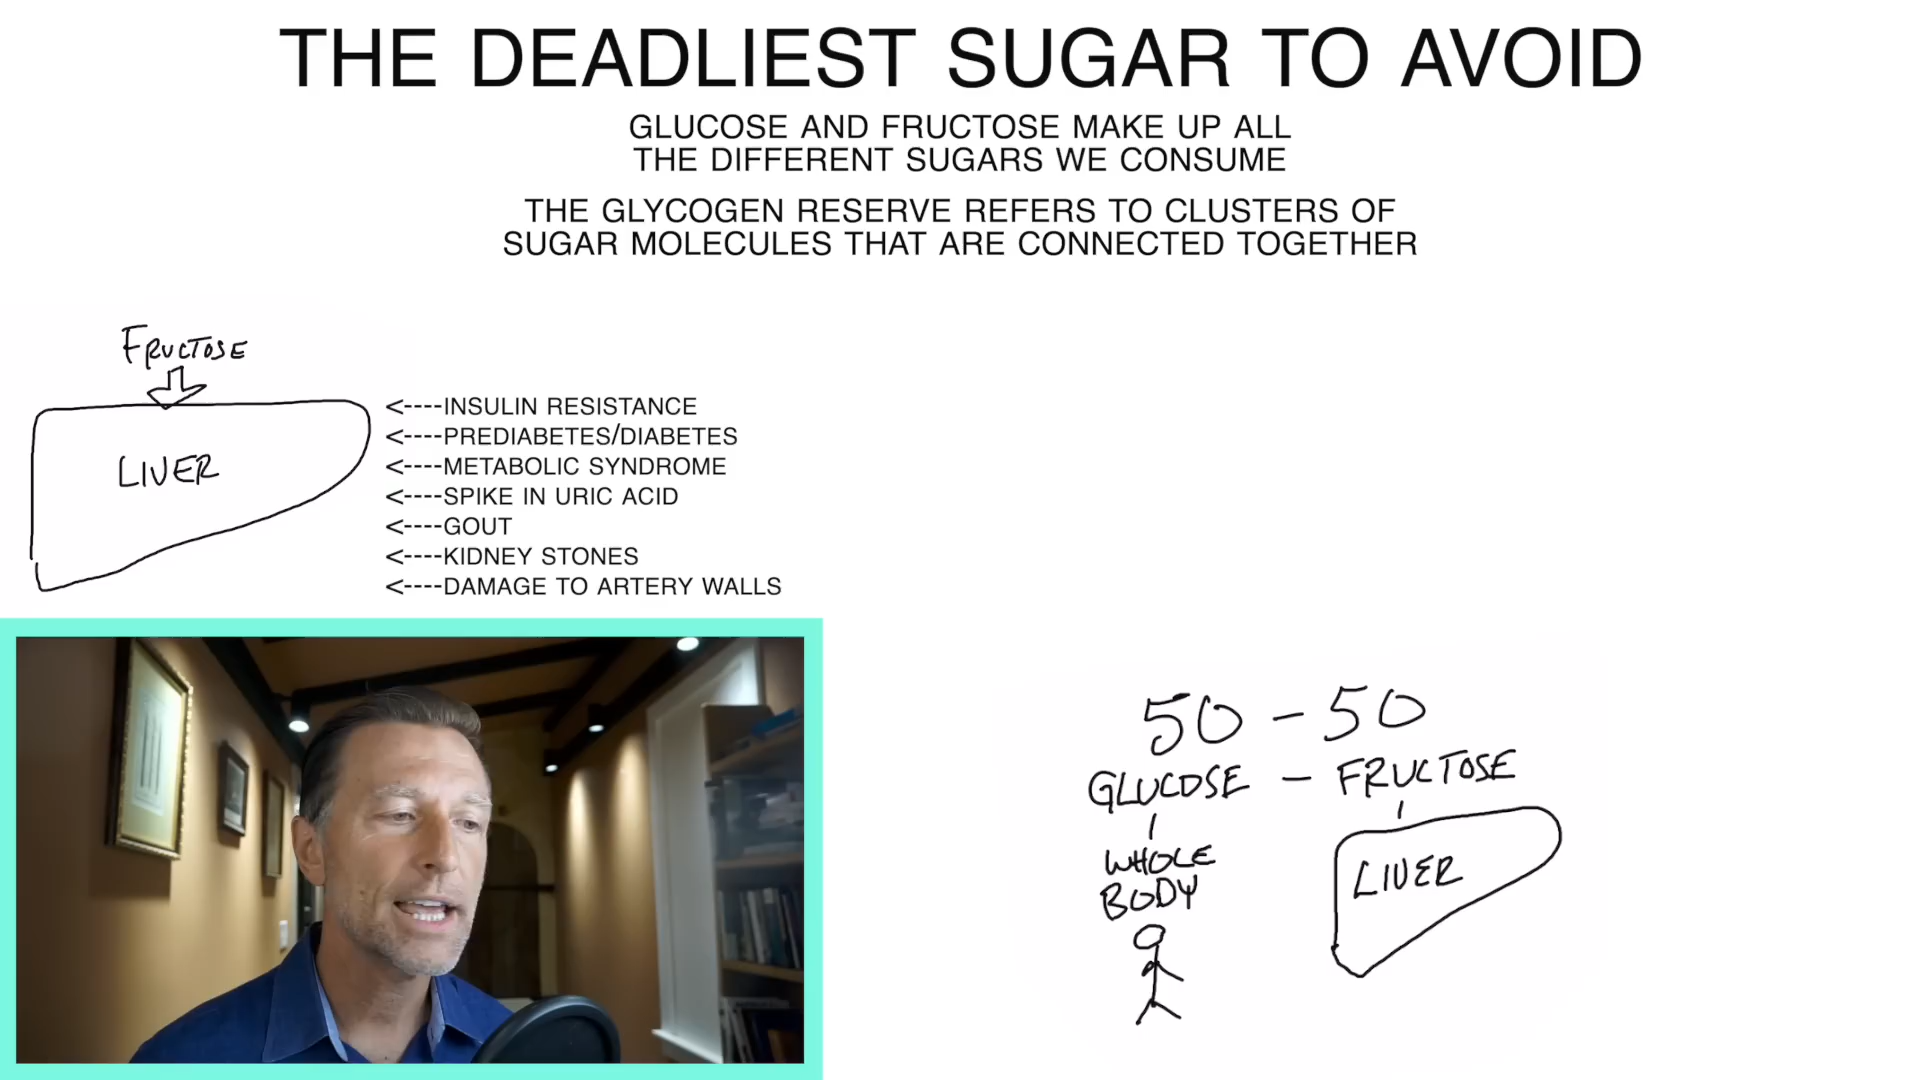 THE DEADLIEST SUGAR TO AVOID
GLUCOSE AND FRUCTOSE MAKE UP ALL
THE DIFFERENT SUGARS WE CONSUME
THE GLYCOGEN RESERVE REFERS TO CLUSTERS OF
SUGAR MOLECULES THAT ARE CONNECTED TOGETHER
FRUCTOSE
LIVER
<----INSULIN RESISTANCE
<----PREDIABETES/DIABETES
<----METABOLIC SYNDROME
<----SPIKE IN URIC ACID
<----GOUT
<----KIDNEY STONES
<----DAMAGE TO ARTERY WALLS
50 - 50
GLUCOSE - FRUCTOSE
WHOLE
BODY
LIVER